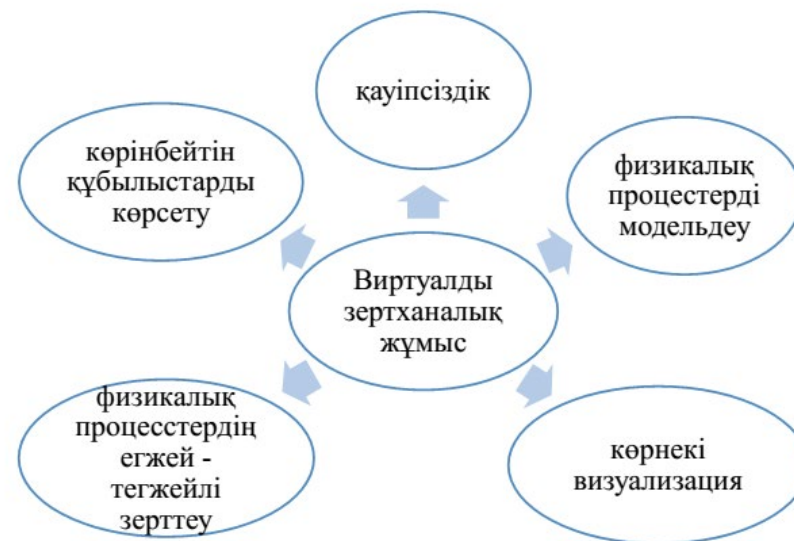 қауіпсіздік
көрінбейтін
құбылыстарды
көрсету
физикалық
процестерді
модельдеу
Виртуалды
зертханалық
жұмыс
физикалық
процесстердің
егжей -
тегжейлі
зерттеу
көрнекі
визуализация